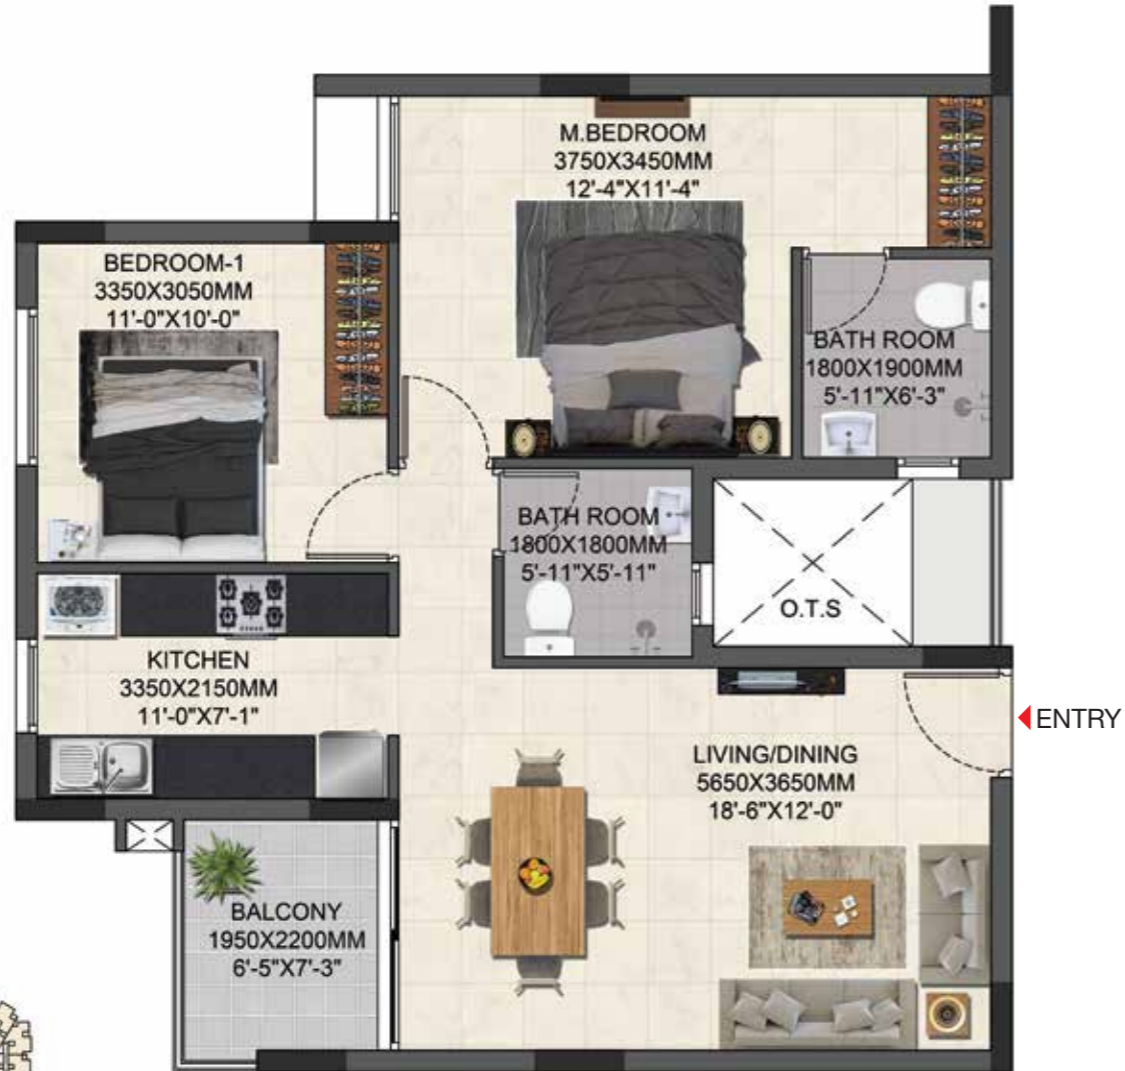 M.BEDROOM
3750X3450MM
12'-4"X11'-4"
BEDROOM-1
3350X3050MM
11'-0"X10'-0"
BATH ROOM
1800X1900MM
5'-11"X6'-3"
BATH ROOM
1800X1800MM
5'-11"X5'-11"
O.T.S
KITCHEN
3350X2150MM
11'-0"X7'-1"
ENTRY
LIVING/DINING
5650X3650MM
18'-6"X12'-0"
BALCONY
1950X2200MM
6'-5"X7'-3"